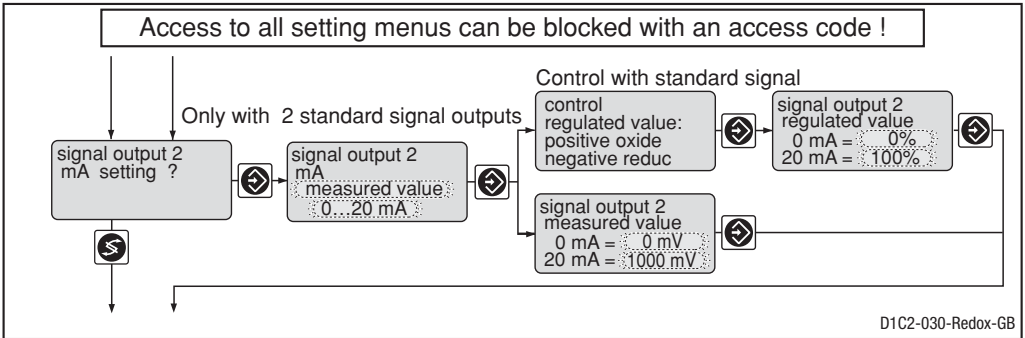 Access to all setting menus can be blocked with an access code !
Only with 2 standard signal outputs
signal output 2
mA setting ?
signal output 2
mA
measured value
0...20 mA
Control with standard signal
control
regulated value:
positive oxide
negative reduc
signal output 2
regulated value
0 mA = 0%
20 mA = 100%
signal output 2
measured value
0 mA = 0 mV
20 mA = 1000 mV
D1C2-030-Redox-GB